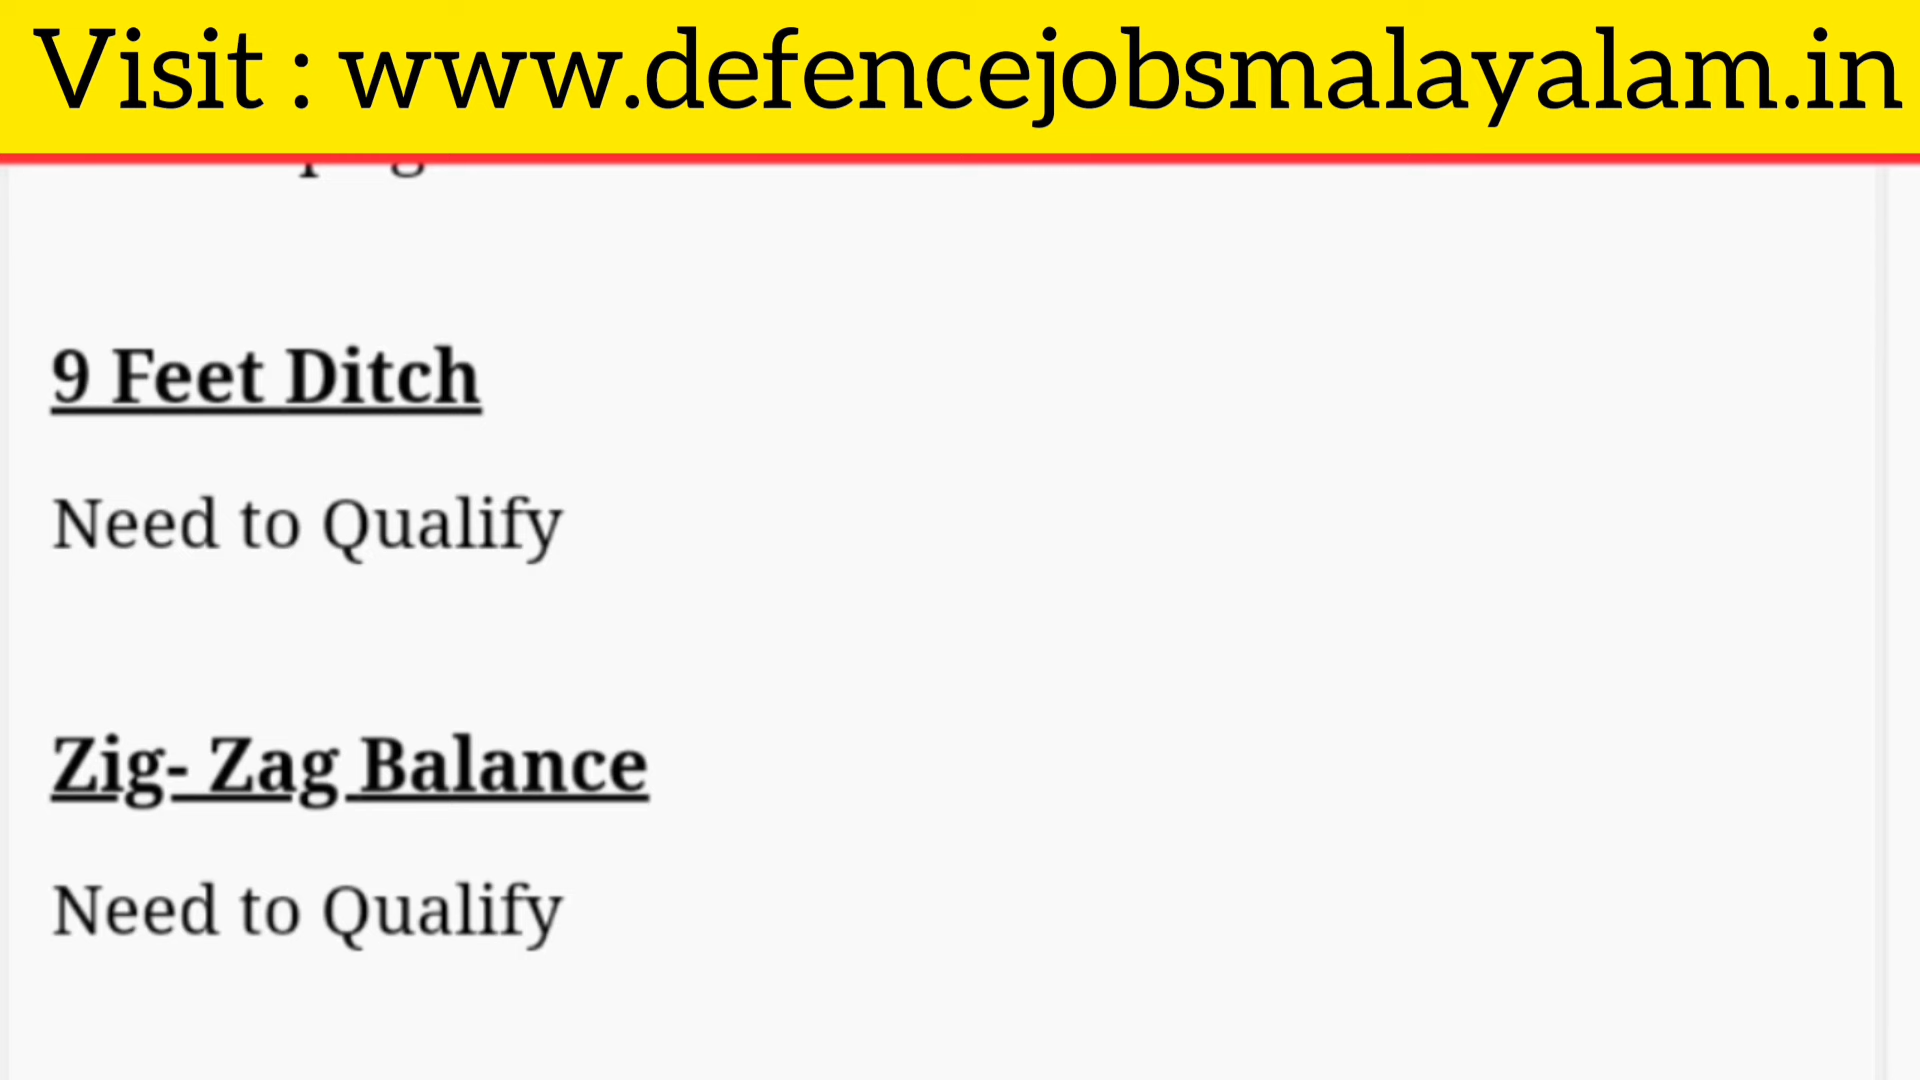 Visit : www.defencejobsmalayalam.in
9 Feet Ditch
Need to Qualify
Zig- Zag Balance
Need to Qualify